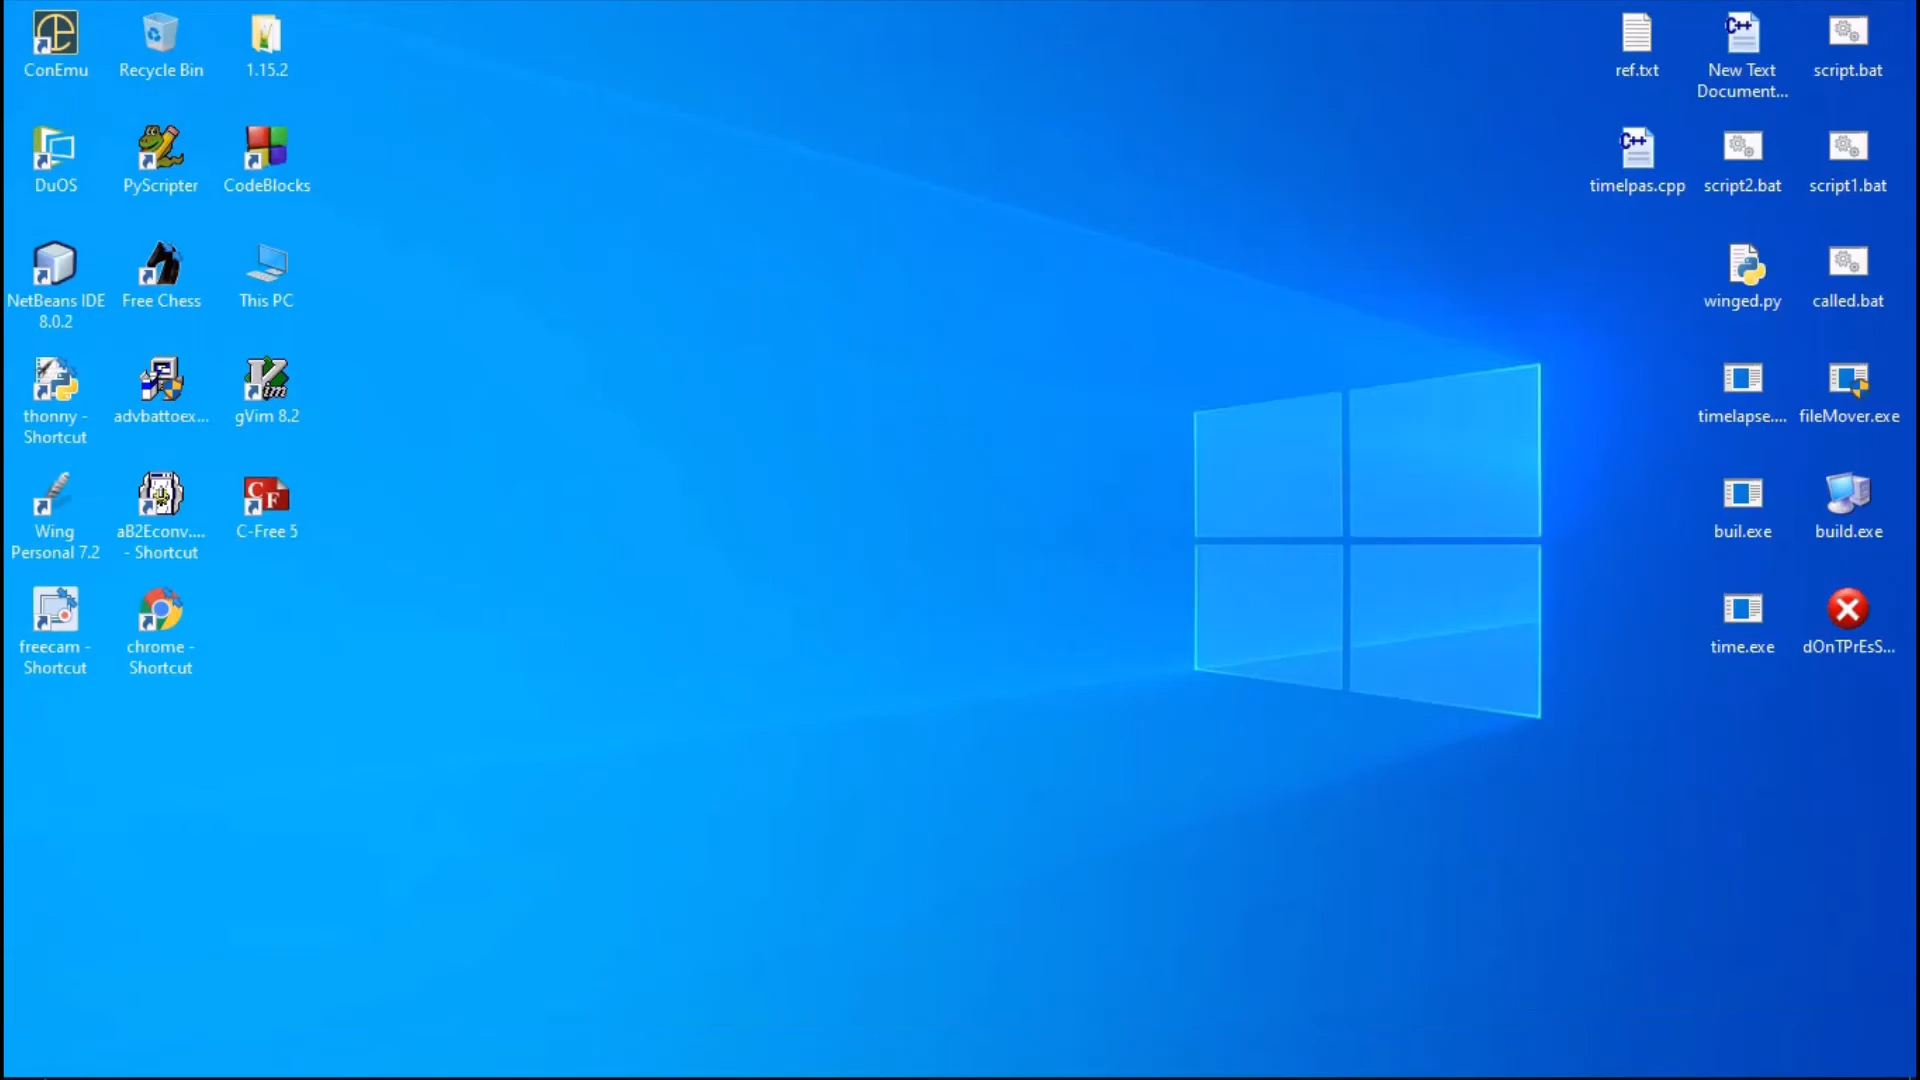 ConEmu
Recycle Bin
1.15.2
DuOS
PyScripter
CodeBlocks
NetBeans IDE
8.0.2
Free Chess
This PC
thonny -
Shortcut
advbattoex...
gVim 8.2
Wing
Personal 7.2
aB2Econv....
- Shortcut
C-Free 5
freecam -
Shortcut
chrome -
Shortcut
ref.txt
New Text
Document...
script.bat
timelpas.cpp
script2.bat
script1.bat
winged.py
called.bat
timelapse....
fileMover.exe
buil.exe
build.exe
time.exe
dOnTPrEsS...